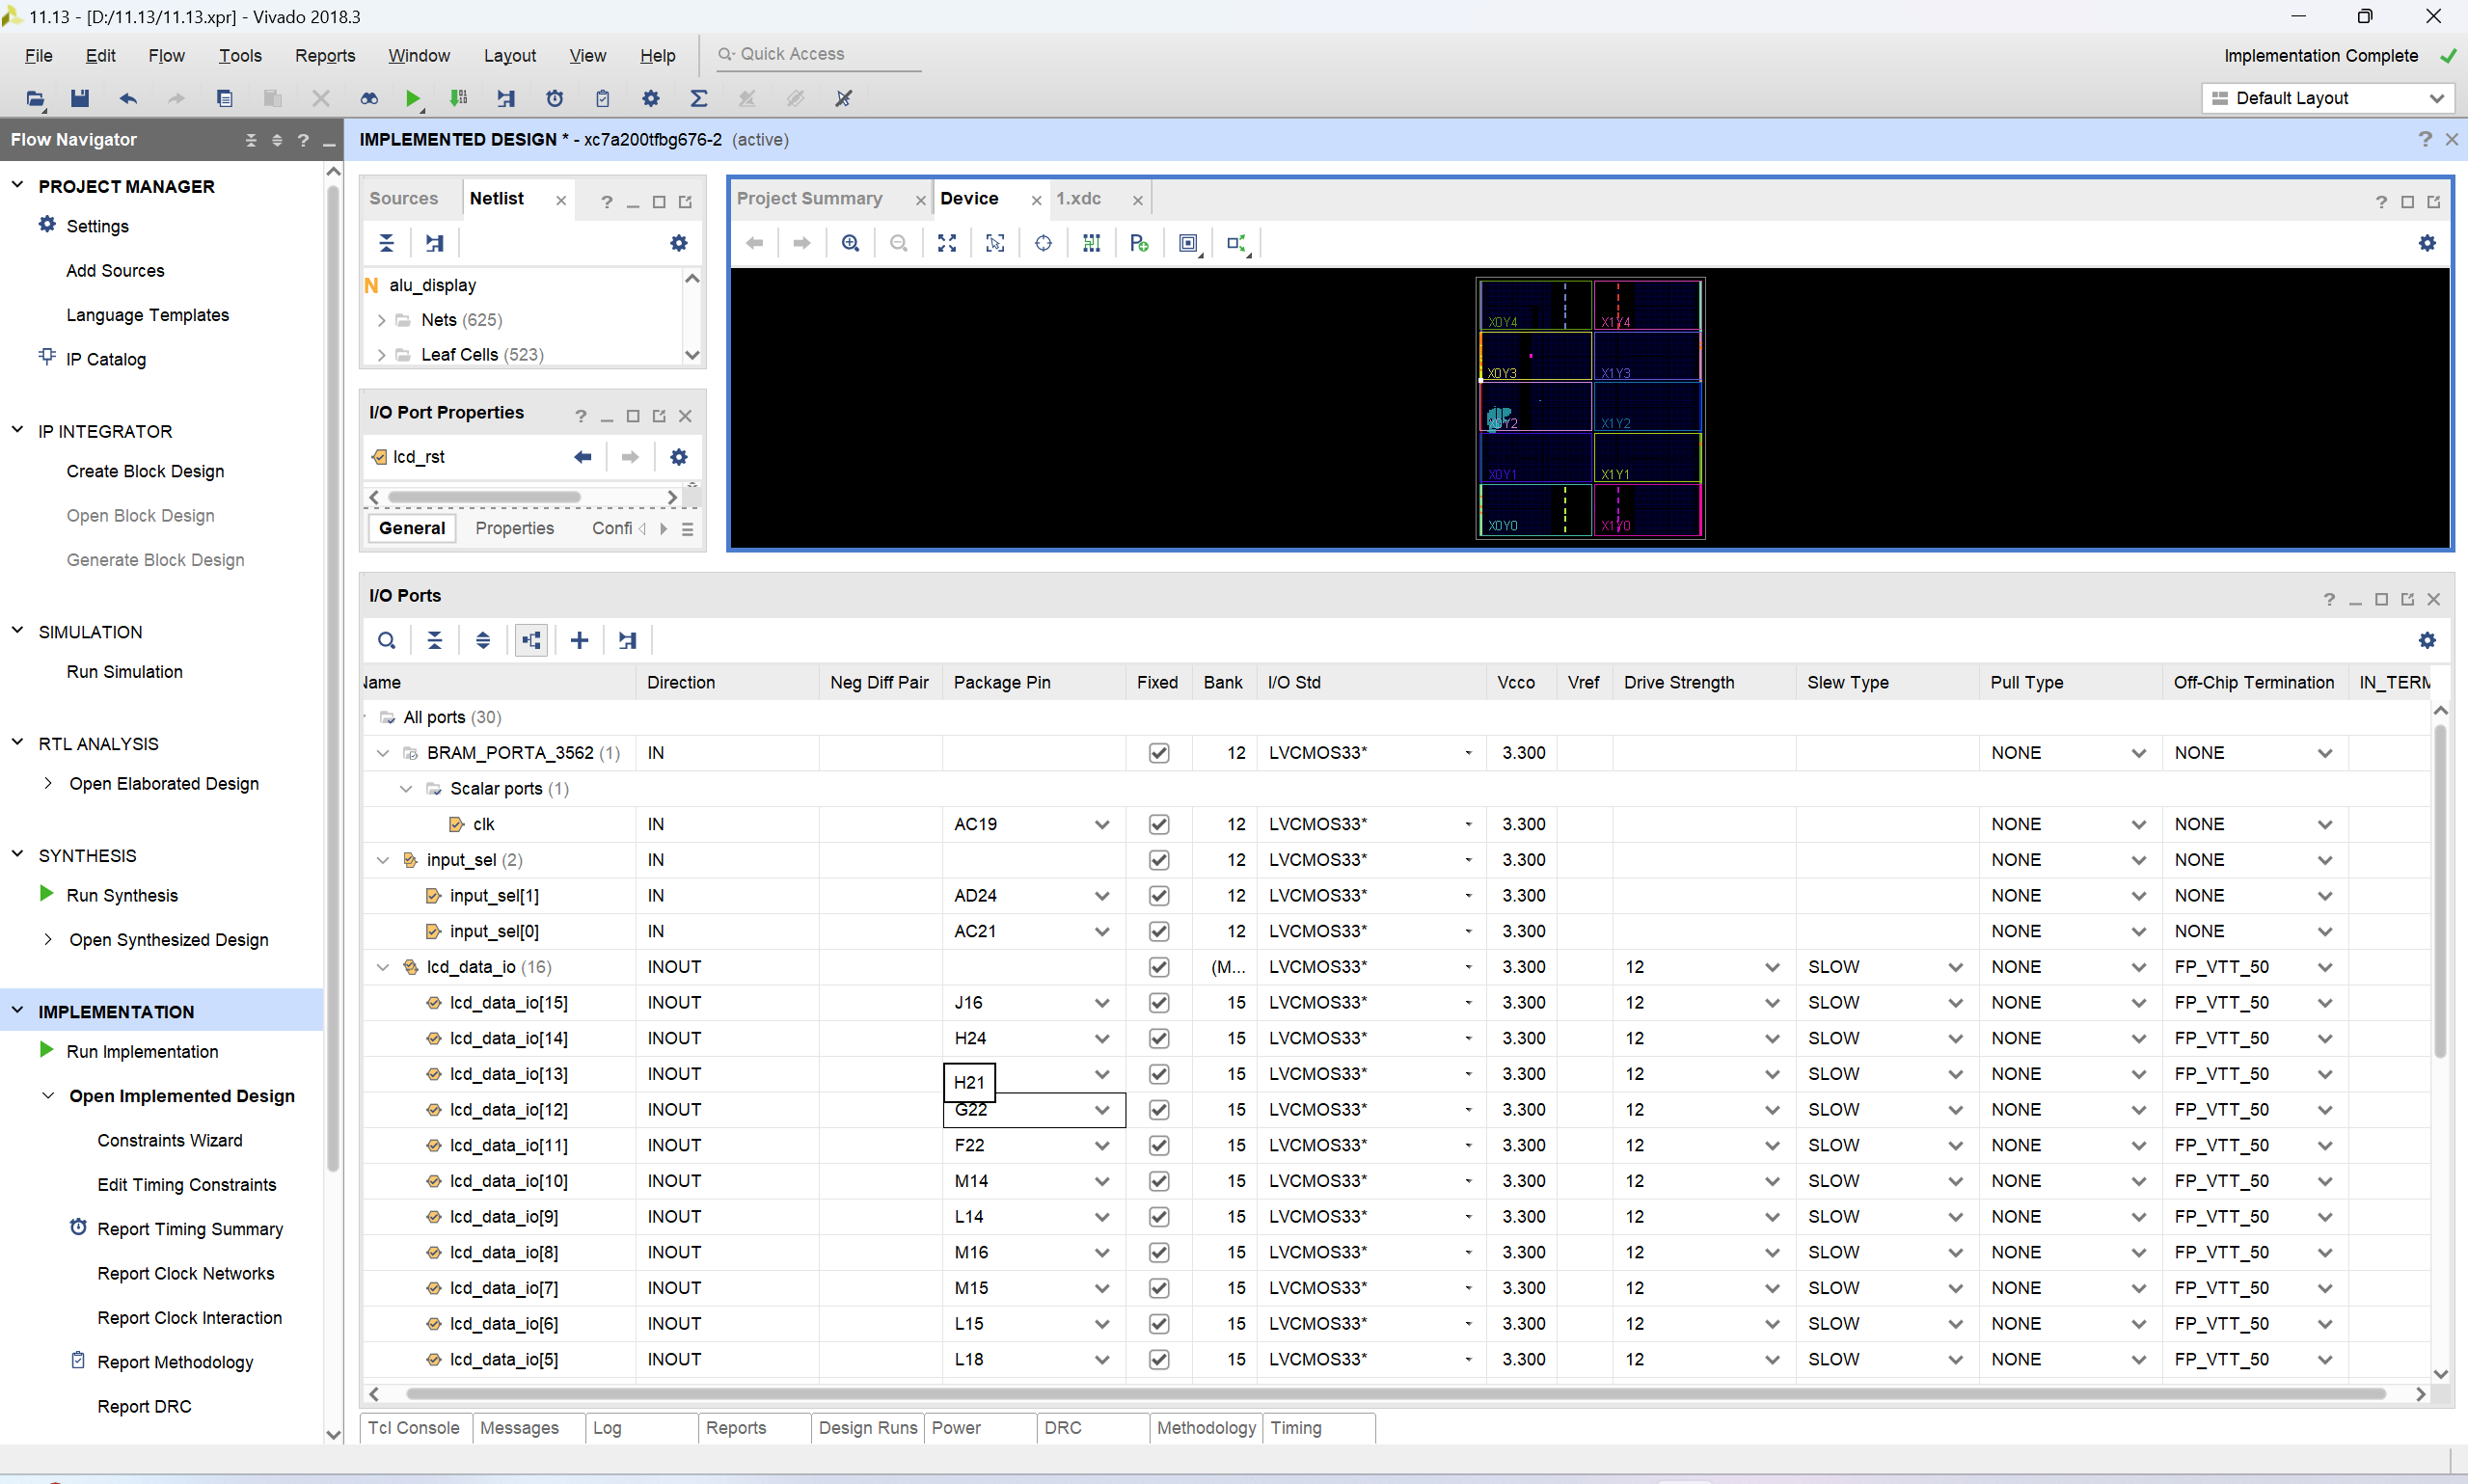 11.13 - [D:/11.13/11.13.xpr] - Vivado 2018.3
File Edit Flow Tools Reports Window Layout View Help Quick Access Implementation Complete
Default Layout
Flow Navigator
IMPLEMENTED DESIGN * - xc7a200tfbg676-2 (active)
PROJECT MANAGER
Settings
Add Sources
Language Templates
IP Catalog
IP INTEGRATOR
Create Block Design
Open Block Design
Generate Block Design
SIMULATION
Run Simulation
RTL ANALYSIS
Open Elaborated Design
SYNTHESIS
Run Synthesis
Open Synthesized Design
IMPLEMENTATION
Run Implementation
Open Implemented Design
Constraints Wizard
Edit Timing Constraints
Report Timing Summary
Report Clock Networks
Report Clock Interaction
Report Methodology
Report DRC
Sources Netlist
alu_display
Nets (625)
Leaf Cells (523)
I/O Port Properties
lcd_rst
General Properties Confi
Project Summary Device 1.xdc
X0Y4 X1Y4
X0Y3 X1Y3
X0Y2 X1Y2
X0Y1 X1Y1
X0Y0 X1Y0
I/O Ports
Name Direction Neg Diff Pair Package Pin Fixed Bank I/O Std Vcco Vref Drive Strength Slew Type Pull Type Off-Chip Termination IN_TERM
All ports (30)
BRAM_PORTA_3562 (1) IN 12 LVCMOS33* 3.300 NONE NONE
Scalar ports (1)
clk IN AC19 12 LVCMOS33* 3.300 NONE NONE
input_sel (2) IN 12 LVCMOS33* 3.300 NONE NONE
input_sel[1] IN AD24 12 LVCMOS33* 3.300 NONE NONE
input_sel[0] IN AC21 12 LVCMOS33* 3.300 NONE NONE
lcd_data_io (16) INOUT (M... LVCMOS33* 3.300 12 SLOW NONE FP_VTT_50
lcd_data_io[15] INOUT J16 15 LVCMOS33* 3.300 12 SLOW NONE FP_VTT_50
lcd_data_io[14] INOUT H24 15 LVCMOS33* 3.300 12 SLOW NONE FP_VTT_50
lcd_data_io[13] INOUT H21 15 LVCMOS33* 3.300 12 SLOW NONE FP_VTT_50
lcd_data_io[12] INOUT G22 15 LVCMOS33* 3.300 12 SLOW NONE FP_VTT_50
lcd_data_io[11] INOUT F22 15 LVCMOS33* 3.300 12 SLOW NONE FP_VTT_50
lcd_data_io[10] INOUT M14 15 LVCMOS33* 3.300 12 SLOW NONE FP_VTT_50
lcd_data_io[9] INOUT L14 15 LVCMOS33* 3.300 12 SLOW NONE FP_VTT_50
lcd_data_io[8] INOUT M16 15 LVCMOS33* 3.300 12 SLOW NONE FP_VTT_50
lcd_data_io[7] INOUT M15 15 LVCMOS33* 3.300 12 SLOW NONE FP_VTT_50
lcd_data_io[6] INOUT L15 15 LVCMOS33* 3.300 12 SLOW NONE FP_VTT_50
lcd_data_io[5] INOUT L18 15 LVCMOS33* 3.300 12 SLOW NONE FP_VTT_50
Tcl Console Messages Log Reports Design Runs Power DRC Methodology Timing